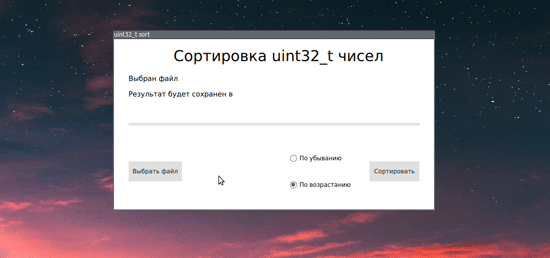 uint32_t sort
Сортировка uint32_t чисел
Выбран файл
Результат будет сохранен в
По убыванию
Выбрать файл
Сортировать
По возрастанию